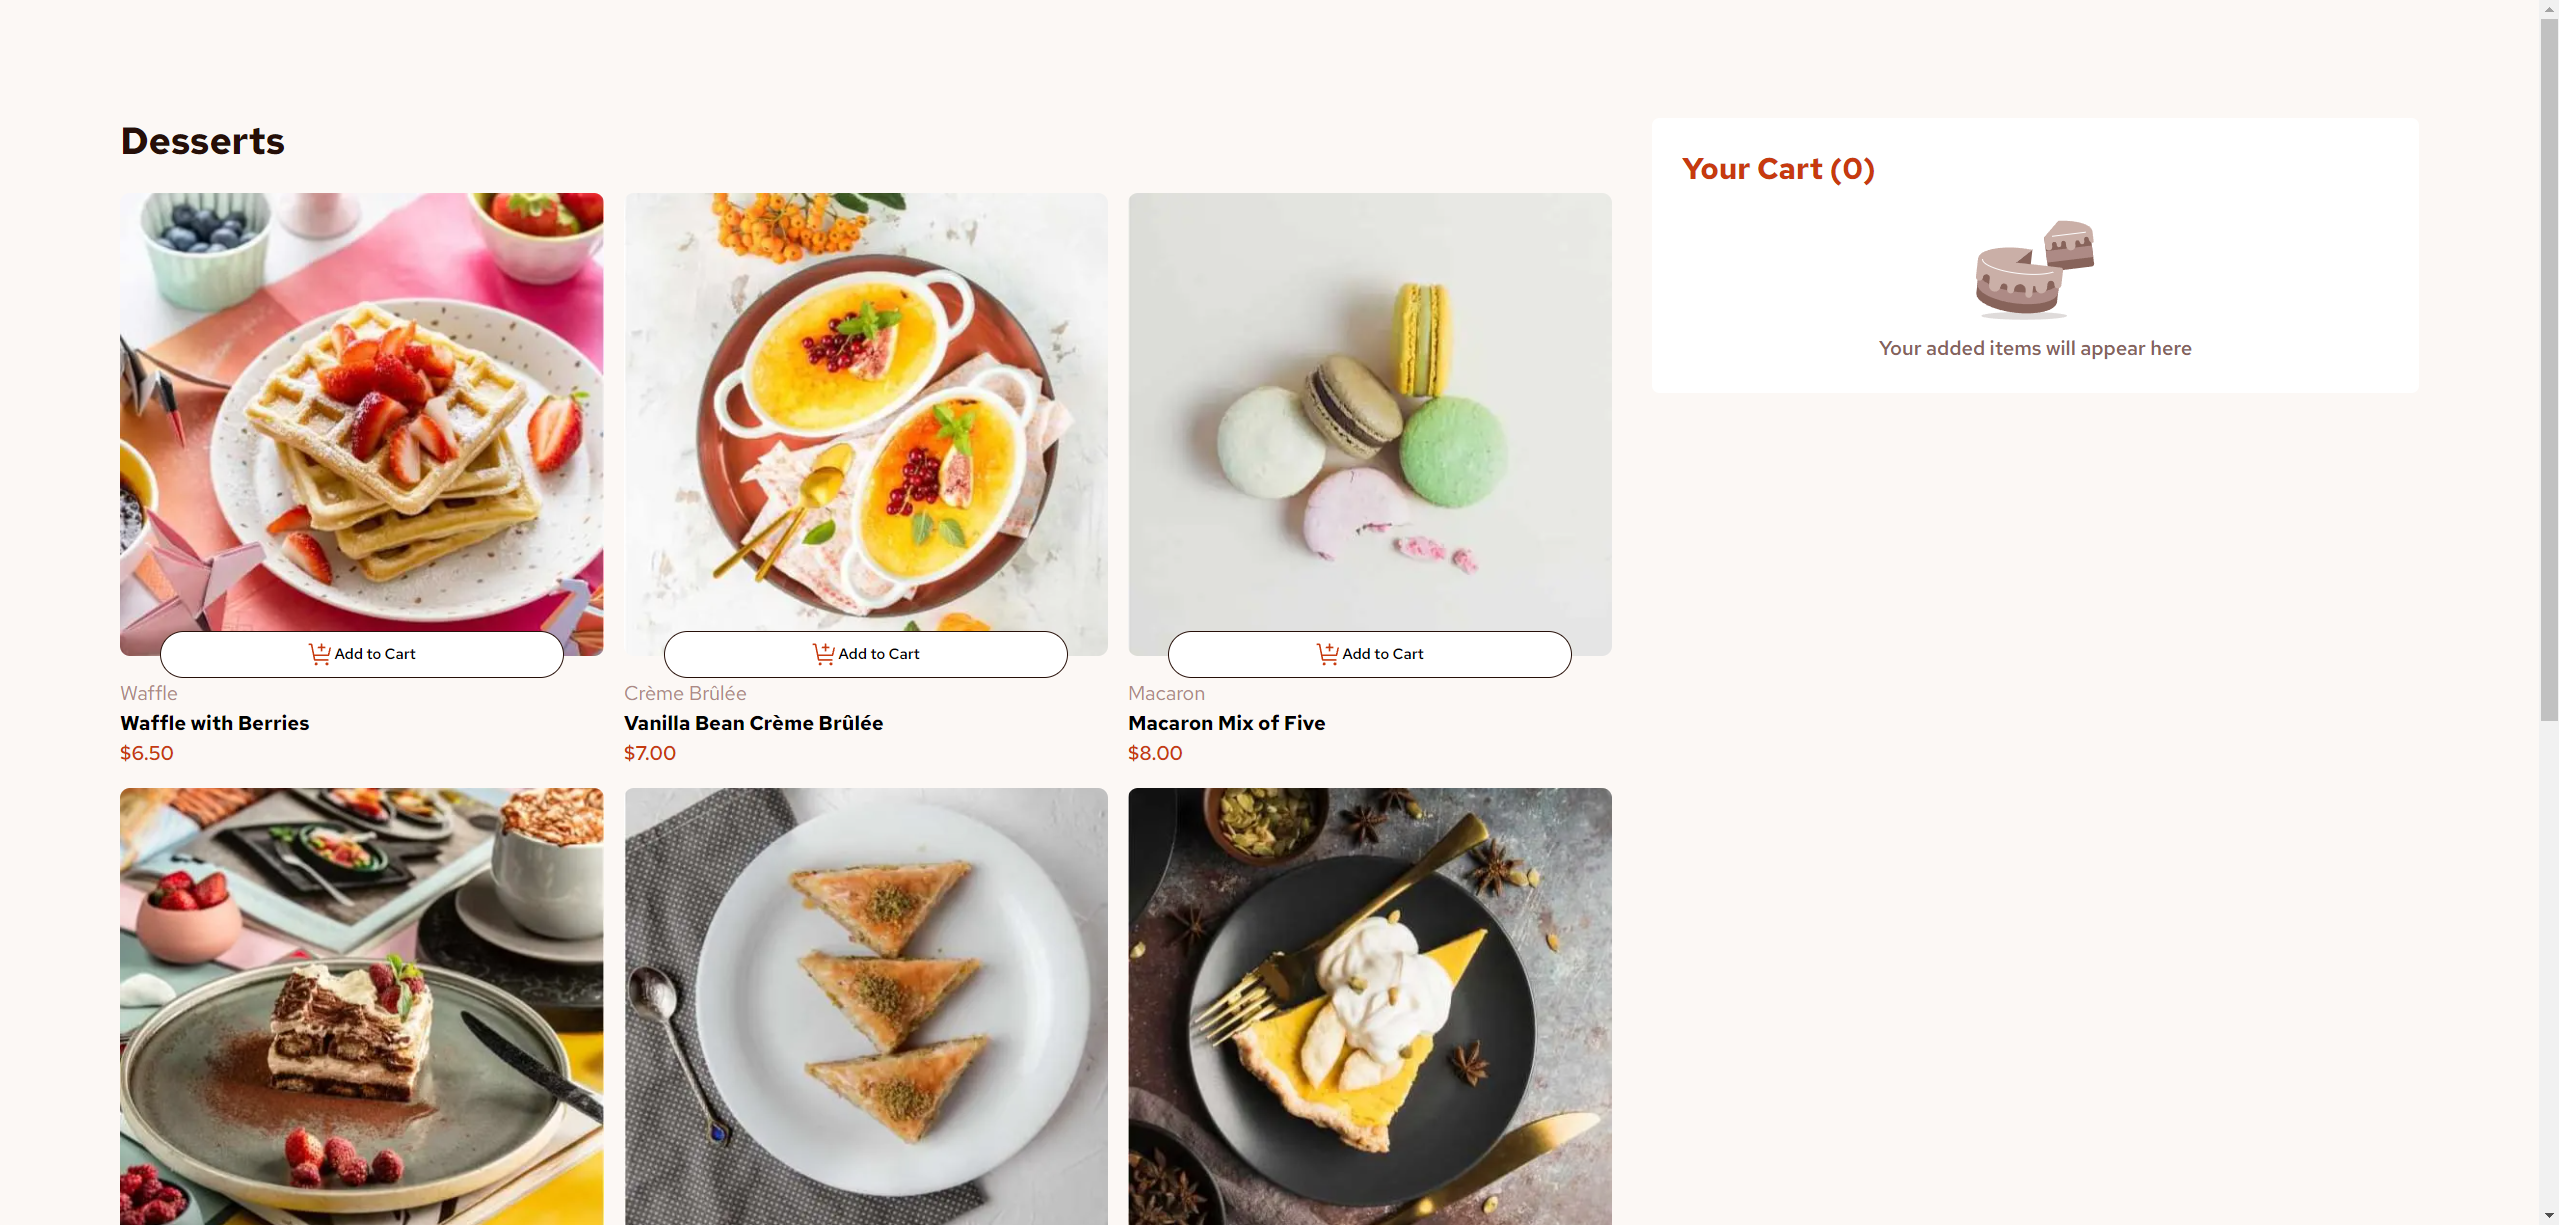 Desserts
Add to Cart
Waffle
Waffle with Berries
$6.50
Add to Cart
Crème Brûlée
Vanilla Bean Crème Brûlée
$7.00
Add to Cart
Macaron
Macaron Mix of Five
$8.00
Your Cart (0)
Your added items will appear here